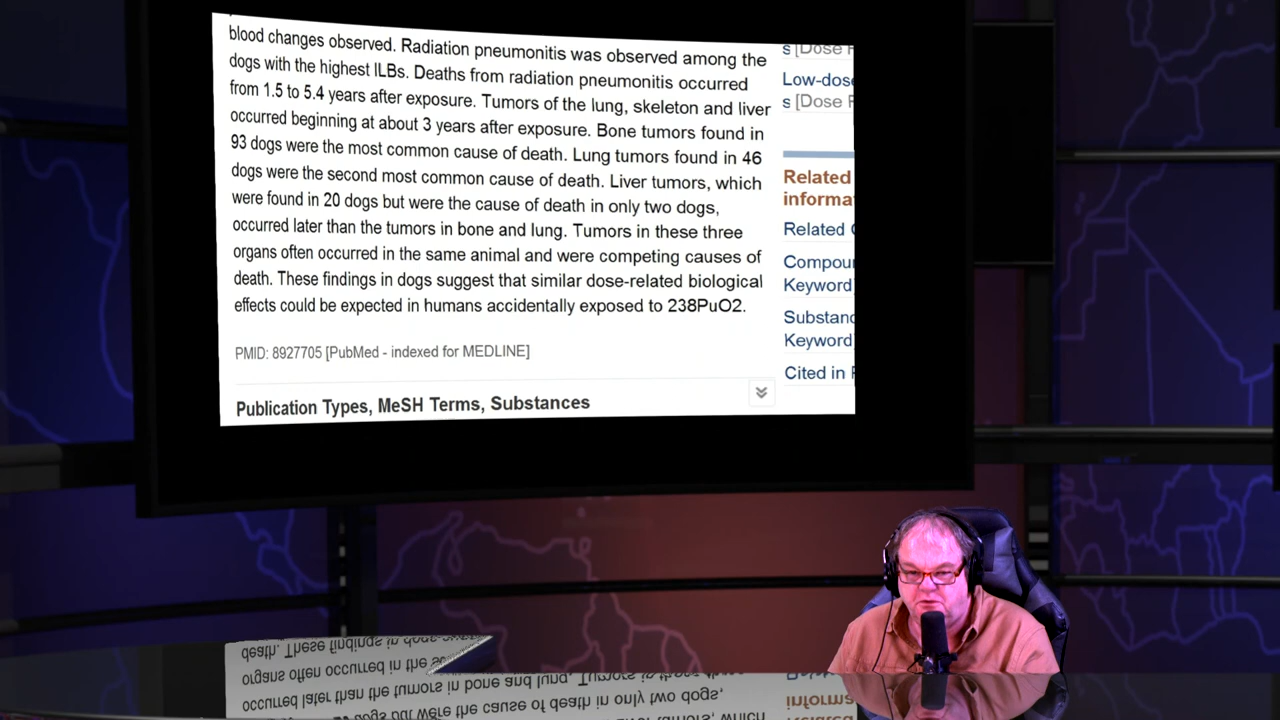 blood changes observed. Radiation pneumonitis was observed among the
dogs with the highest ILBs. Deaths from radiation pneumonitis occurred
from 1.5 to 5.4 years after exposure. Tumors of the lung, skeleton and liver
occurred beginning at about 3 years after exposure. Bone tumors found in
93 dogs were the most common cause of death. Lung tumors found in 46
dogs were the second most common cause of death. Liver tumors, which
were found in 20 dogs but were the cause of death in only two dogs,
occurred later than the tumors in bone and lung. Tumors in these three
organs often occurred in the same animal and were competing causes of
death. These findings in dogs suggest that similar dose-related biological
effects could be expected in humans accidentally exposed to 238PuO2.
PMID: 8927705 [PubMed - indexed for MEDLINE]
Publication Types, MeSH Terms, Substances
s [Dose
Low-dose
s [Dose
Related
informa
Related
Compou
Keyword
Substanc
Keyword
Cited in